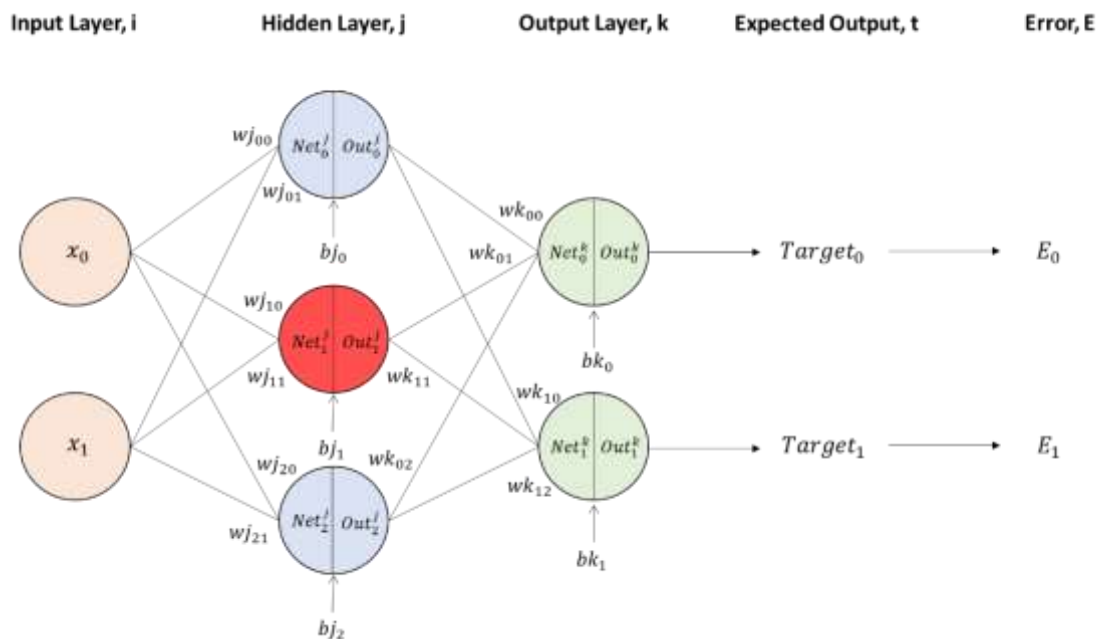 Input Layer, i
Hidden Layer, j
Output Layer, k
Expected Output, t
Error, E
wj₀₀
Net₀ʲ
Out₀ʲ
wj₀₁
bj₀
x₀
wk₀₀
wk₀₁
Net₀ᵏ
Out₀ᵏ
Target₀
E₀
bk₀
wj₁₀
Net₁ʲ
Out₁ʲ
wj₁₁
wk₁₁
bj₁
x₁
wk₁₀
Net₁ᵏ
Out₁ᵏ
Target₁
E₁
wk₁₂
bk₁
wj₂₀
wk₀₂
Net₂ʲ
Out₂ʲ
wj₂₁
bj₂